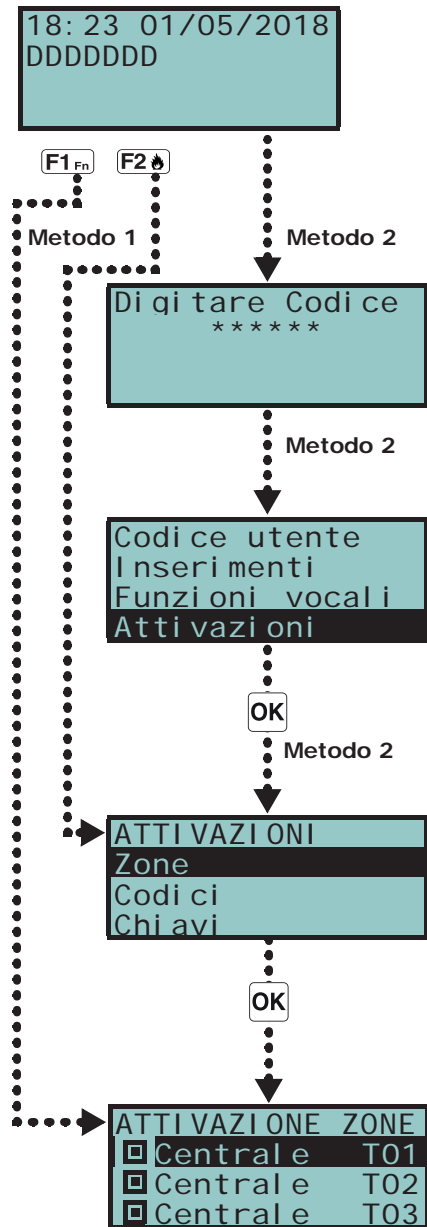 18:23 01/05/2018
DDDDDDD
F1 Fn F2
Metodo 1 Metodo 2
Digitare Codice
******
Metodo 2
Codice utente
Inserimenti
Funzioni vocali
Attivazioni
OK
Metodo 2
ATTIVAZIONI
Zone
Codici
Chiavi
OK
ATTIVAZIONE ZONE
Centrale T01
Centrale T02
Centrale T03